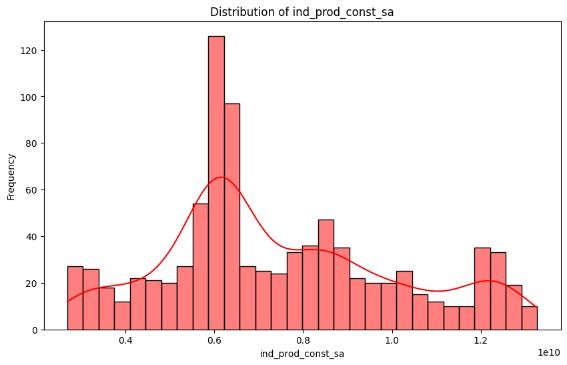 Distribution of ind_prod_const_sa
Frequency
120
100
80
60
40
20
0
0.4 0.6 0.8 1.0 1.2
1e10
ind_prod_const_sa